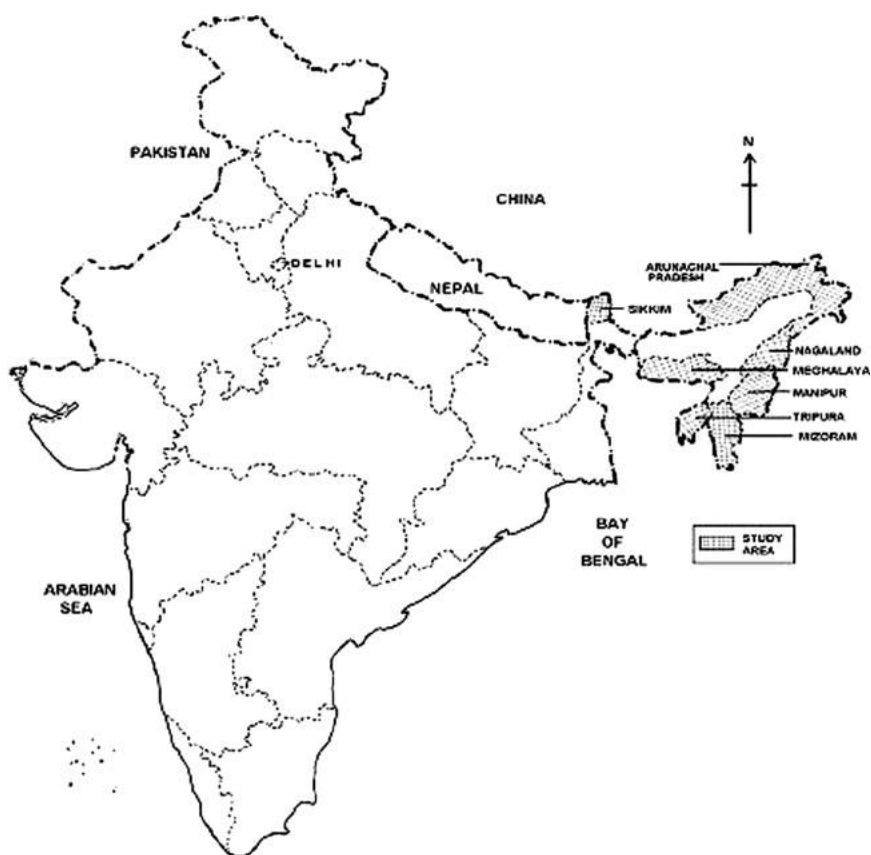 PAKISTAN
N
CHINA
DELHI
ARUNACHAL
PRADESH
NEPAL
SIKKIM
NAGALAND
MEGHALAYA
MANIPUR
TRIPURA
MIZORAM
BAY
OF
BENGAL
STUDY
AREA
ARABIAN
SEA